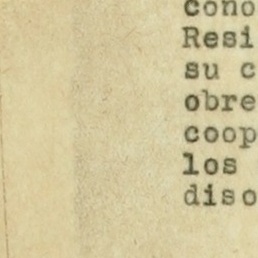 cono
Resi
su c
obre
coop
los
diso